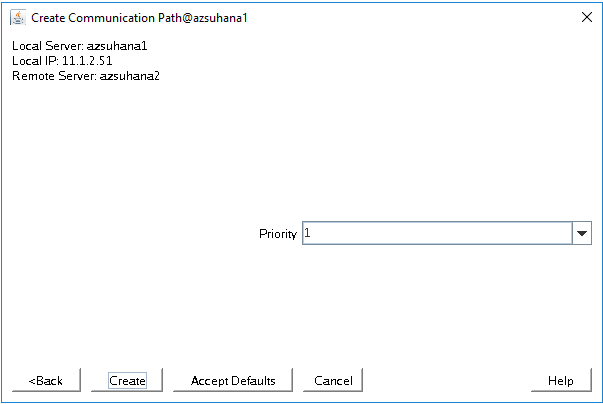 Create Communication Path@azsuhana1
Local Server: azsuhana1
Local IP: 11.1.2.51
Remote Server: azsuhana2
Priority 1
<Back Create Accept Defaults Cancel Help